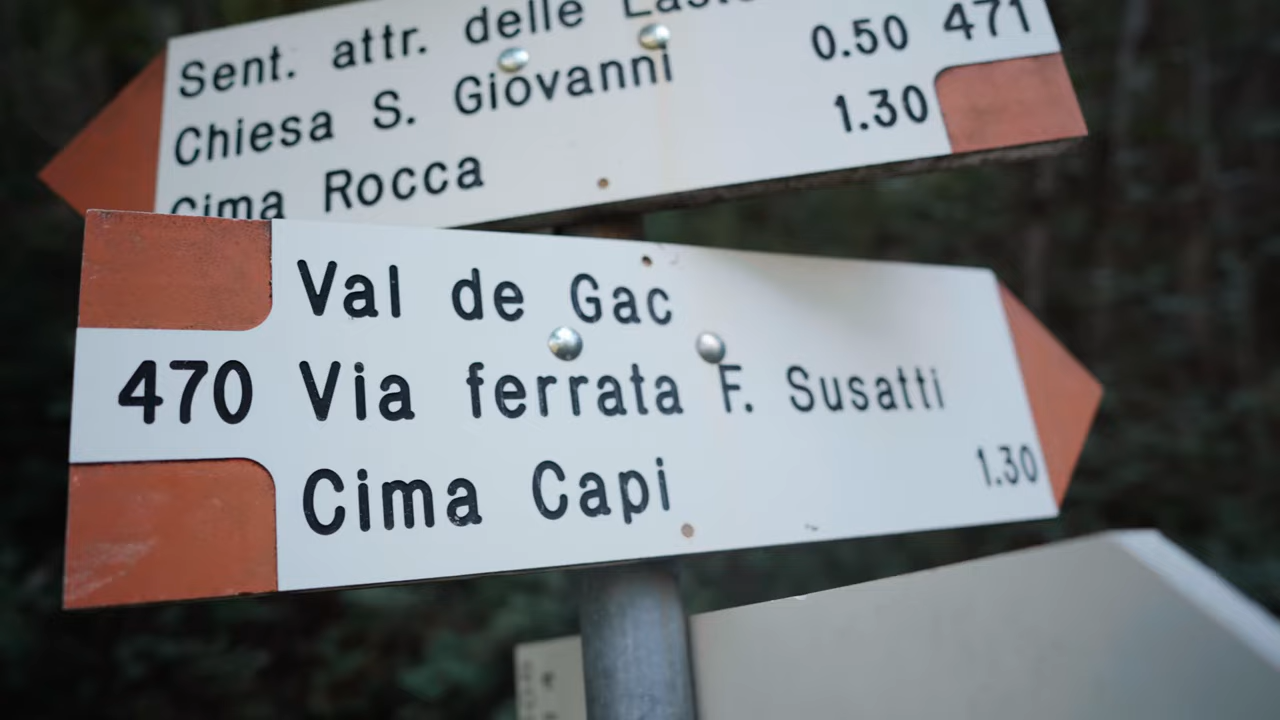 Sent. attr. delle
471
Chiesa S. Giovanni 0.50
Cima Rocca 1.30
Val de Gac
470 Via ferrata F. Susatti
Cima Capi 1.30